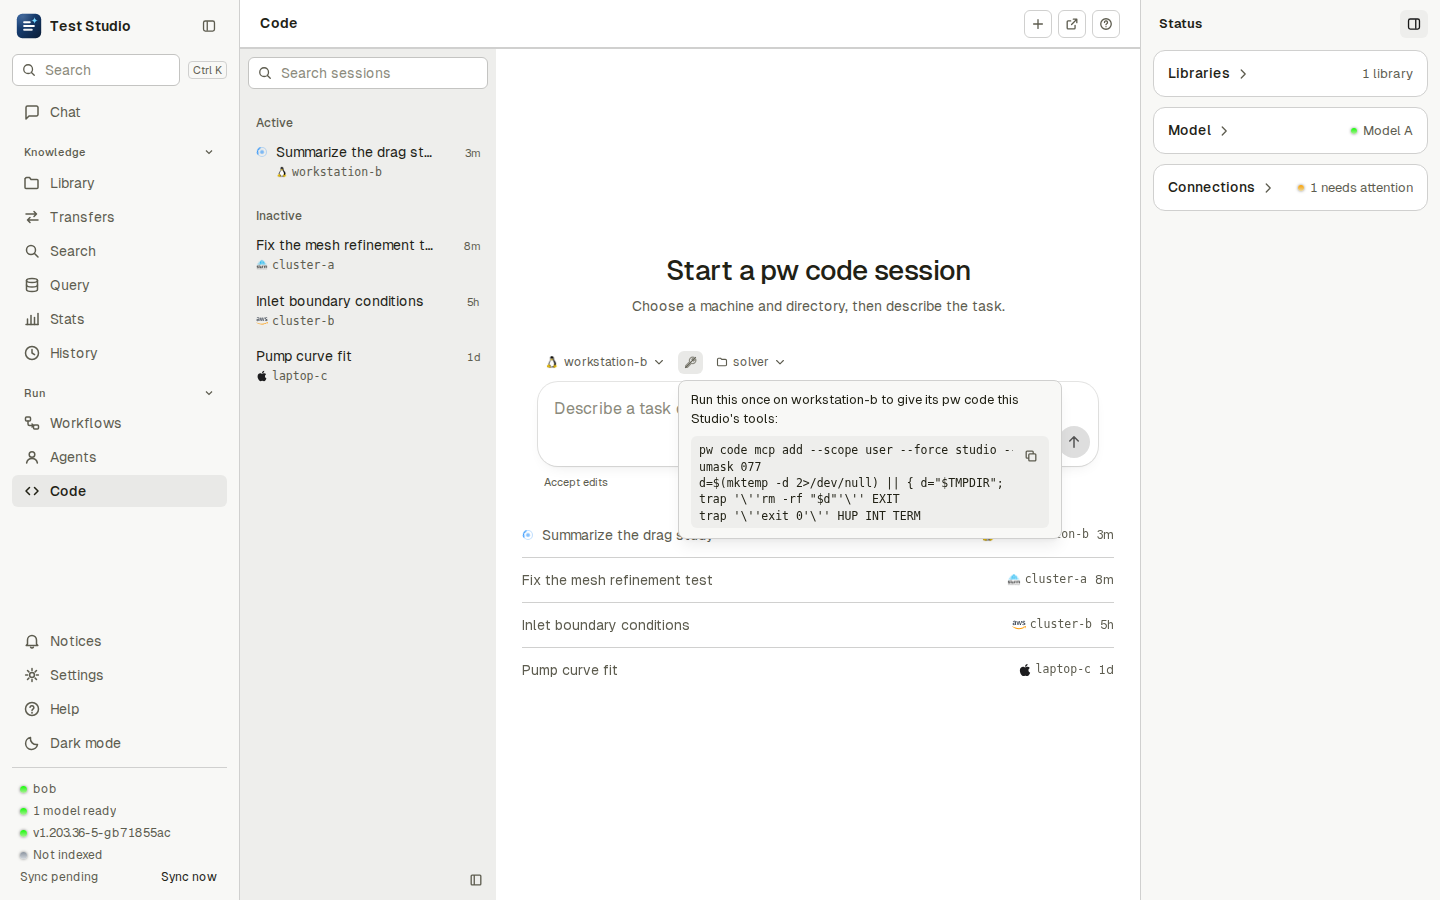 Test Studio
Search
Ctrl K
Chat
Knowledge
Library
Transfers
Search
Query
Stats
History
Run
Workflows
Agents
Code
Notices
Settings
Help
Dark mode
bob
1 model ready
v1.203.36-5-gb71855ac
Not indexed
Sync pending
Sync now
Code
Search sessions
Active
Summarize the drag st...
3m
workstation-b
Inactive
Fix the mesh refinement t...
8m
cluster-a
Inlet boundary conditions
5h
aws
cluster-b
Pump curve fit
1d
laptop-c
Start a pw code session
Choose a machine and directory, then describe the task.
workstation-b
solver
Describe a task
Run this once on workstation-b to give its pw code this
Studio's tools:
pw code mcp add --scope user --force studio --
umask 077
d=$(mktemp -d 2>/dev/null) || { d="$TMPDIR";
trap '\''rm -rf "$d"'\'' EXIT
trap '\''exit 0'\'' HUP INT TERM
Accept edits
Summarize the drag study
on-b 3m
Fix the mesh refinement test
cluster-a 8m
Inlet boundary conditions
aws cluster-b 5h
Pump curve fit
laptop-c 1d
Status
Libraries
1 library
Model
Model A
Connections
1 needs attention